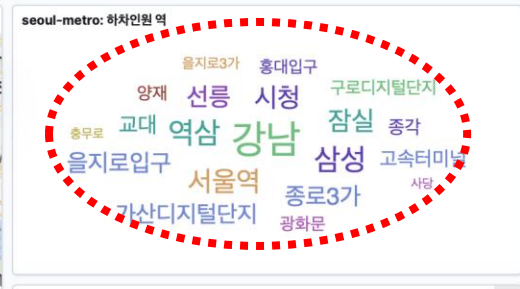 seoul-metro: 하차인원 역
을지로3가 홍대입구
양재 선릉 시청 구로디지털단지
충무로 교대 역삼 강남 잠실 종각
을지로입구 삼성 고속터미널
서울역 종로3가 사당
가산디지털단지 광화문